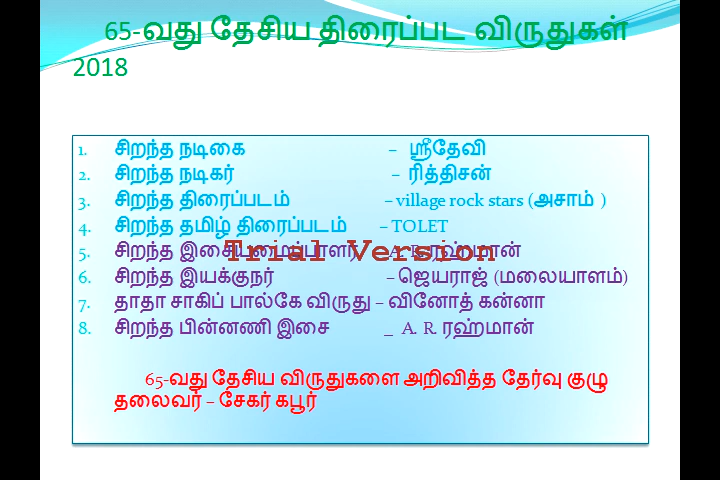 65-வது தேசிய திரைப்பட விருதுகள்
2018
1. சிறந்த நடிகை – ஸ்ரீதேவி
2. சிறந்த நடிகர் – ரித்திசன்
3. சிறந்த திரைப்படம் – village rock stars (அசாம் )
4. சிறந்த தமிழ் திரைப்படம் – TOLET
5. சிறந்த இசையமைப்பாளர் – A. R. ரஹ்மான்
Trial Version
6. சிறந்த இயக்குநர் – ஜெயராஜ் (மலையாளம்)
7. தாதா சாகிப் பால்கே விருது – வினோத் கன்னா
8. சிறந்த பின்னணி இசை _ A. R. ரஹ்மான்
65-வது தேசிய விருதுகளை அறிவித்த தேர்வு குழு
தலைவர் – சேகர் கபூர்